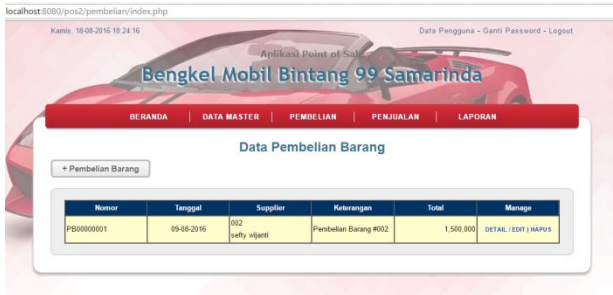 localhost:8080/pos2/pembelian/index.php
Kamis, 18-08-2016 18:24:16
Data Pengguna - Ganti Password - Logout
Aplikasi Point of Sale
Bengkel Mobil Bintang 99 Samarinda
BERANDA | DATA MASTER | PEMBELIAN | PENJUALAN | LAPORAN
Data Pembelian Barang
+ Pembelian Barang
Nomor Tanggal Supplier Keterangan Total Manage
PB00000001 09-08-2016 002 Pembelian Barang #002 1,500,000 DETAIL / EDIT | HAPUS
sefty wijanti